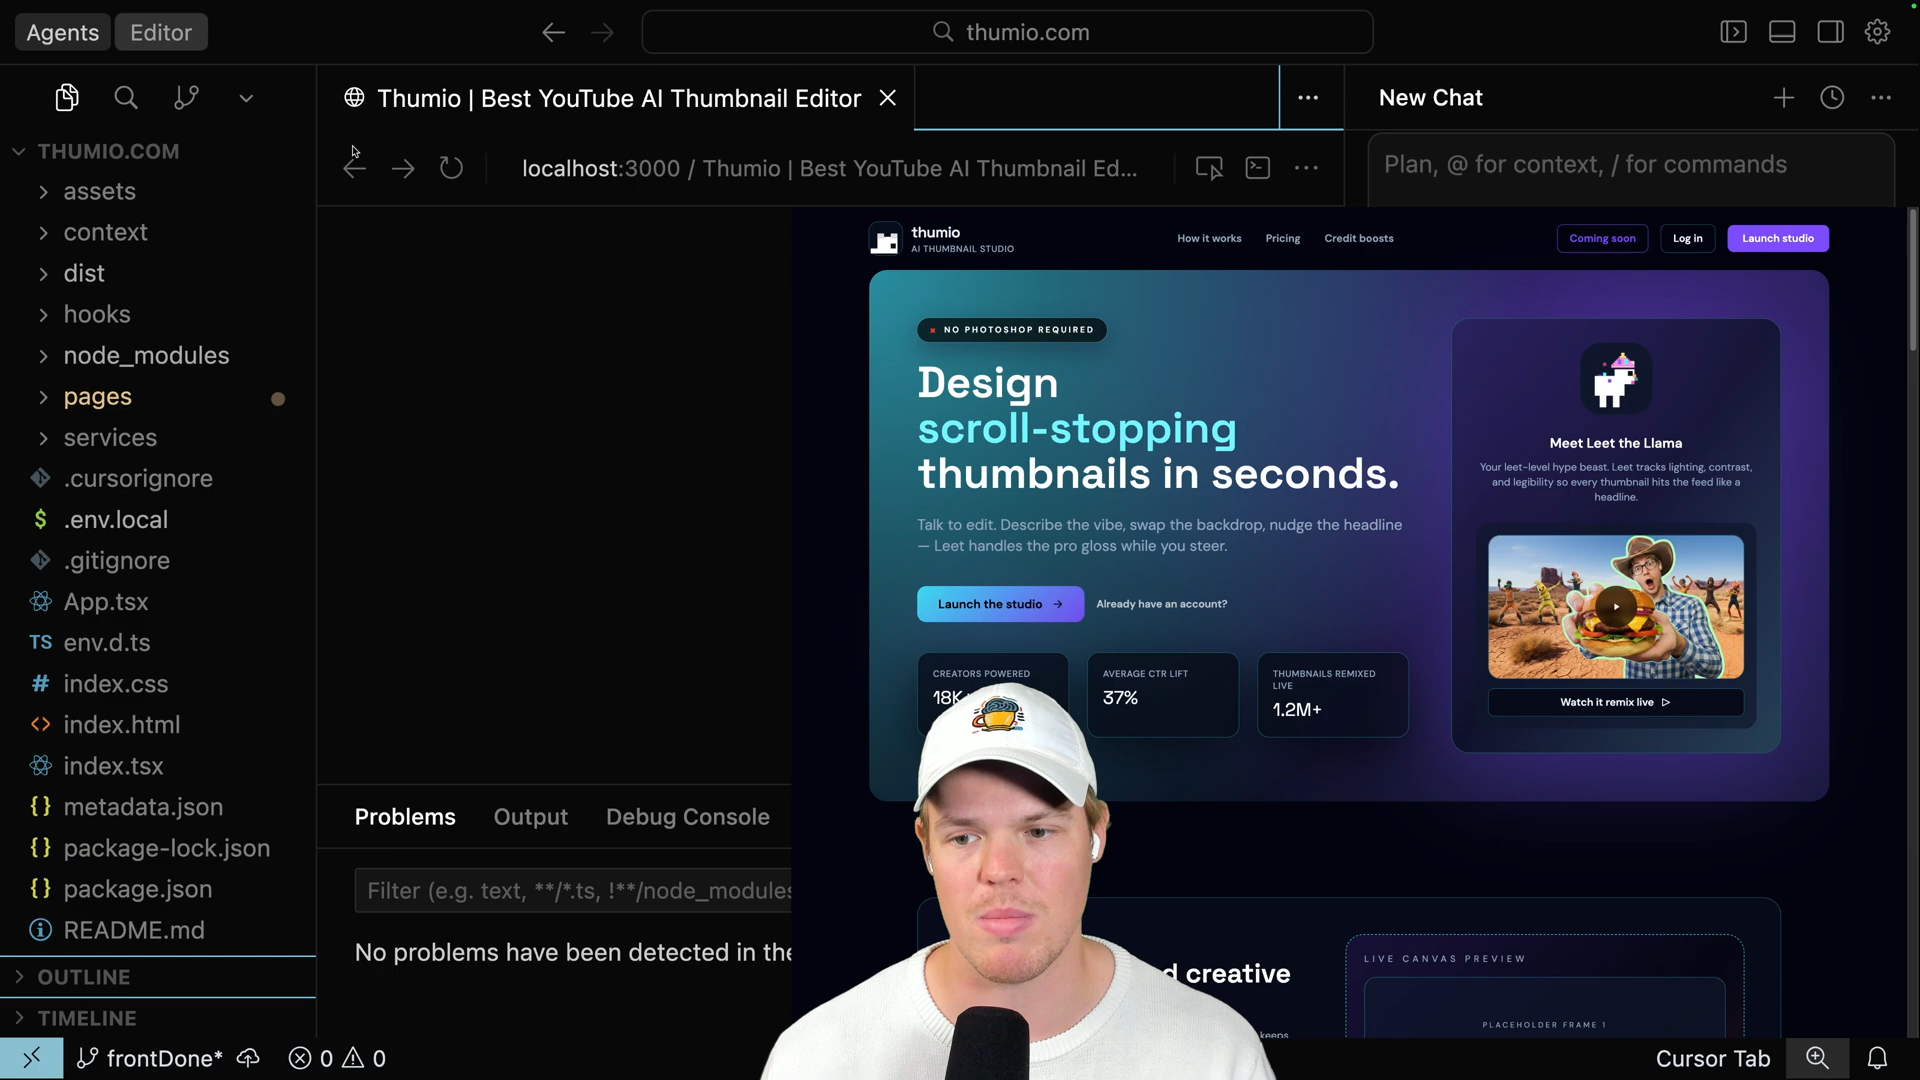 Agents
Editor
thumio.com
THUMIO.COM
assets
context
dist
hooks
node_modules
pages
services
.cursorignore
$ .env.local
.gitignore
App.tsx
TS env.d.ts
# index.css
<> index.html
index.tsx
{} metadata.json
{} package-lock.json
{} package.json
README.md
OUTLINE
TIMELINE
Thumio | Best YouTube AI Thumbnail Editor
localhost:3000 / Thumio | Best YouTube AI Thumbnail Ed...
New Chat
Plan, @ for context, / for commands
thumio
AI THUMBNAIL STUDIO
How it works
Pricing
Credit boosts
Coming soon
Log in
Launch studio
NO PHOTOSHOP REQUIRED
Design
scroll-stopping
thumbnails in seconds.
Talk to edit. Describe the vibe, swap the backdrop, nudge the headline
— Leet handles the pro gloss while you steer.
Launch the studio →
Already have an account?
CREATORS POWERED
18K
AVERAGE CTR LIFT
37%
THUMBNAILS REMIXED
LIVE
1.2M+
Meet Leet the Llama
Your leet-level hype beast. Leet tracks lighting, contrast,
and legibility so every thumbnail hits the feed like a
headline.
Watch it remix live
creative
keeps
LIVE CANVAS PREVIEW
PLACEHOLDER FRAME 1
Problems
Output
Debug Console
Filter (e.g. text, **/*.ts, !**/node_modules
No problems have been detected in the
frontDone*
0
0
Cursor Tab